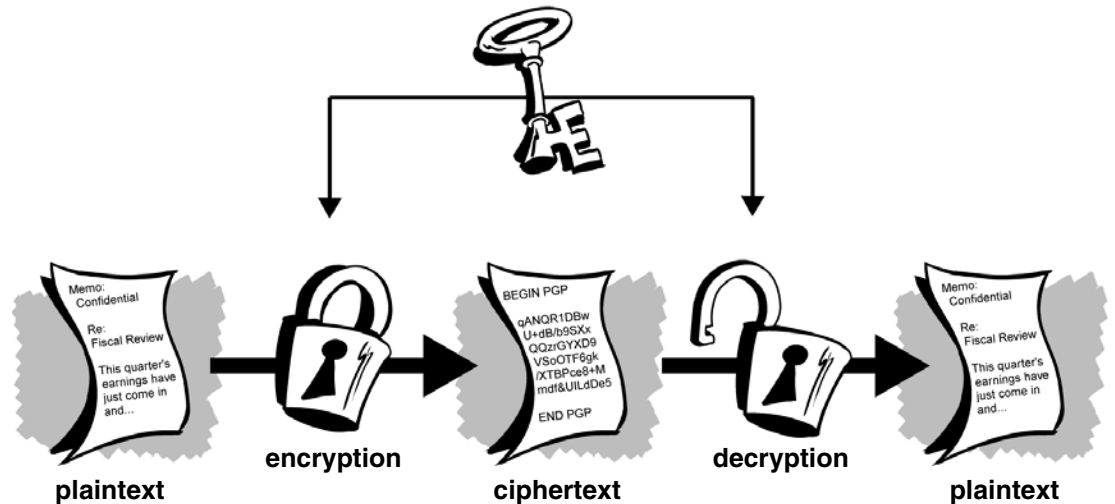 Memo:
Confidential
Re:
Fiscal Review
This quarter's
earnings have
just come in
and...
plaintext
encryption
BEGIN PGP
qANQR1DBw
U+dB/b9SXx
QQzrGYXD9
VSoOTF6gk
/XTBPce8+M
mdf&UILdDe5
END PGP
ciphertext
decryption
Memo:
Confidential
Re:
Fiscal Review
This quarter's
earnings have
just come in
and...
plaintext